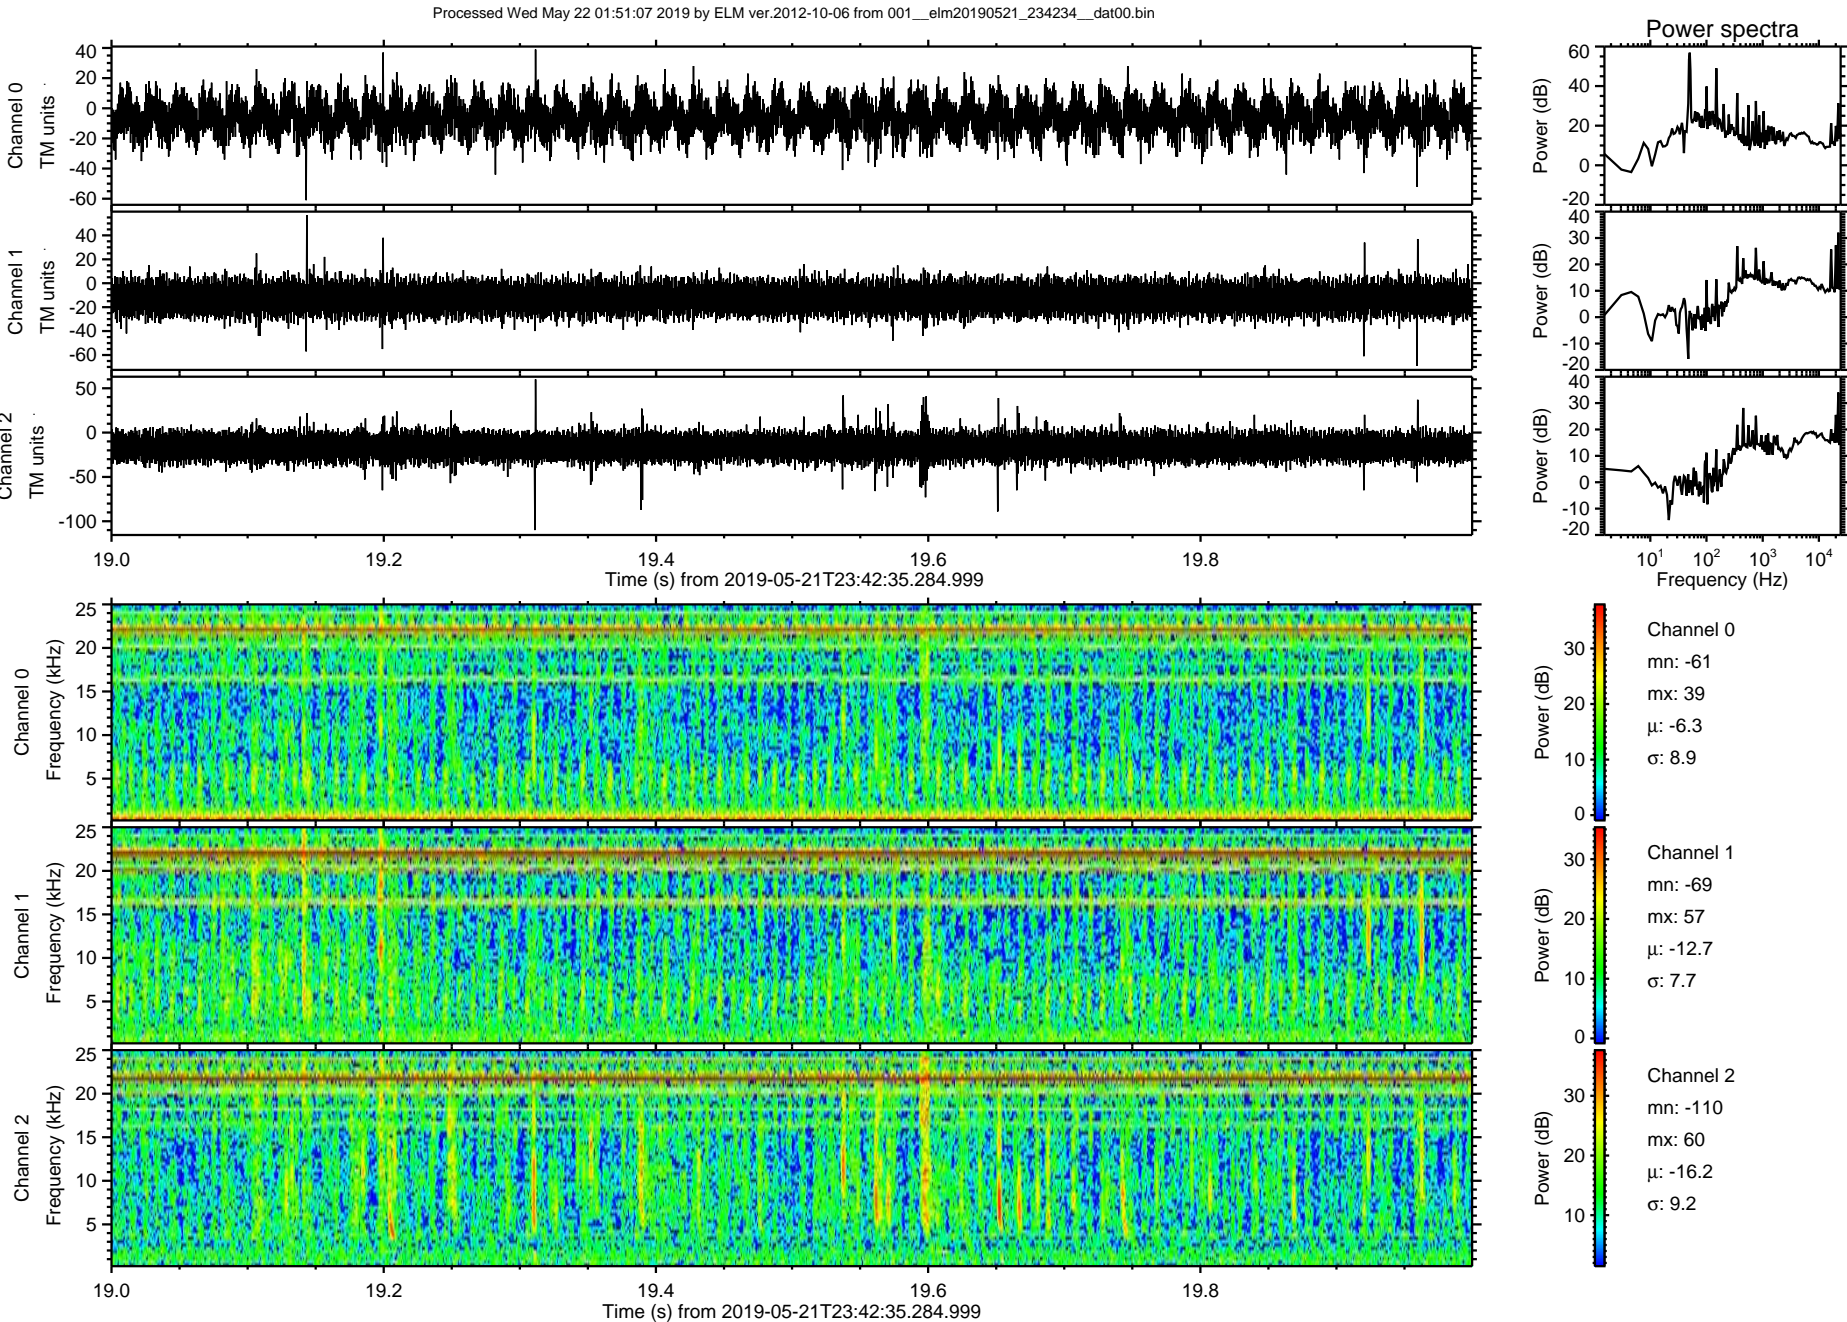 Processed Wed May 22 01:51:07 2019 by ELM ver.2012-10-06 from 001__elm20190521_234234__dat00.bin
Power spectra
Channel 0
TM units
40
20
0
-20
-40
-60
Power (dB)
60
40
20
0
-20
Channel 1
TM units
40
20
0
-20
-40
-60
Power (dB)
40
30
20
10
0
-10
-20
Channel 2
TM units
50
0
-50
-100
Power (dB)
40
30
20
10
0
-10
-20
19.0 19.2 19.4 19.6 19.8
Time (s) from 2019-05-21T23:42:35.284.999
10¹ 10² 10³ 10⁴
Frequency (Hz)
Channel 0
Frequency (kHz)
25
20
15
10
5
Power (dB)
30
20
10
0
Channel 0
mn: -61
mx: 39
μ: -6.3
σ: 8.9
Channel 1
Frequency (kHz)
25
20
15
10
5
Power (dB)
30
20
10
0
Channel 1
mn: -69
mx: 57
μ: -12.7
σ: 7.7
Channel 2
Frequency (kHz)
25
20
15
10
5
Power (dB)
30
20
10
Channel 2
mn: -110
mx: 60
μ: -16.2
σ: 9.2
19.0 19.2 19.4 19.6 19.8
Time (s) from 2019-05-21T23:42:35.284.999